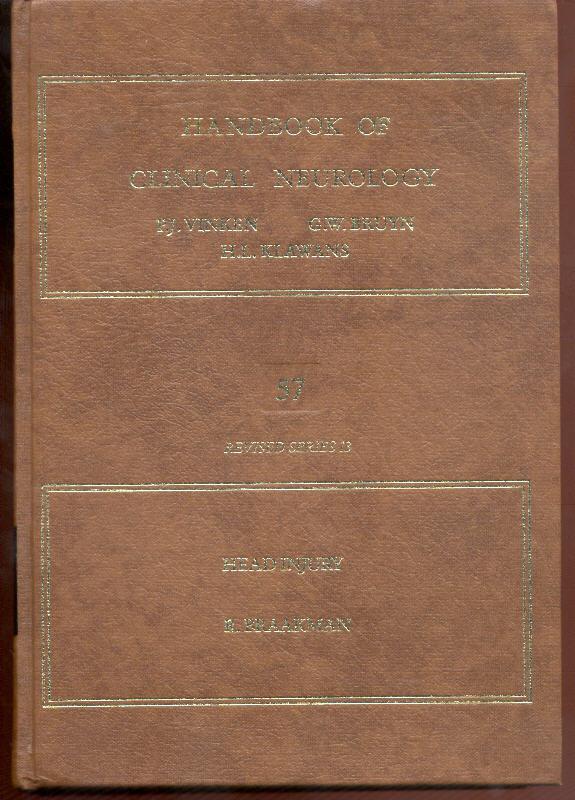 HANDBOOK OF
CLINICAL NEUROLOGY
P.J. VINKEN G.W. BRUYN
H.L. KLAWANS
57
REVISED SERIES 13
HEAD INJURY
R. BRAAKMAN